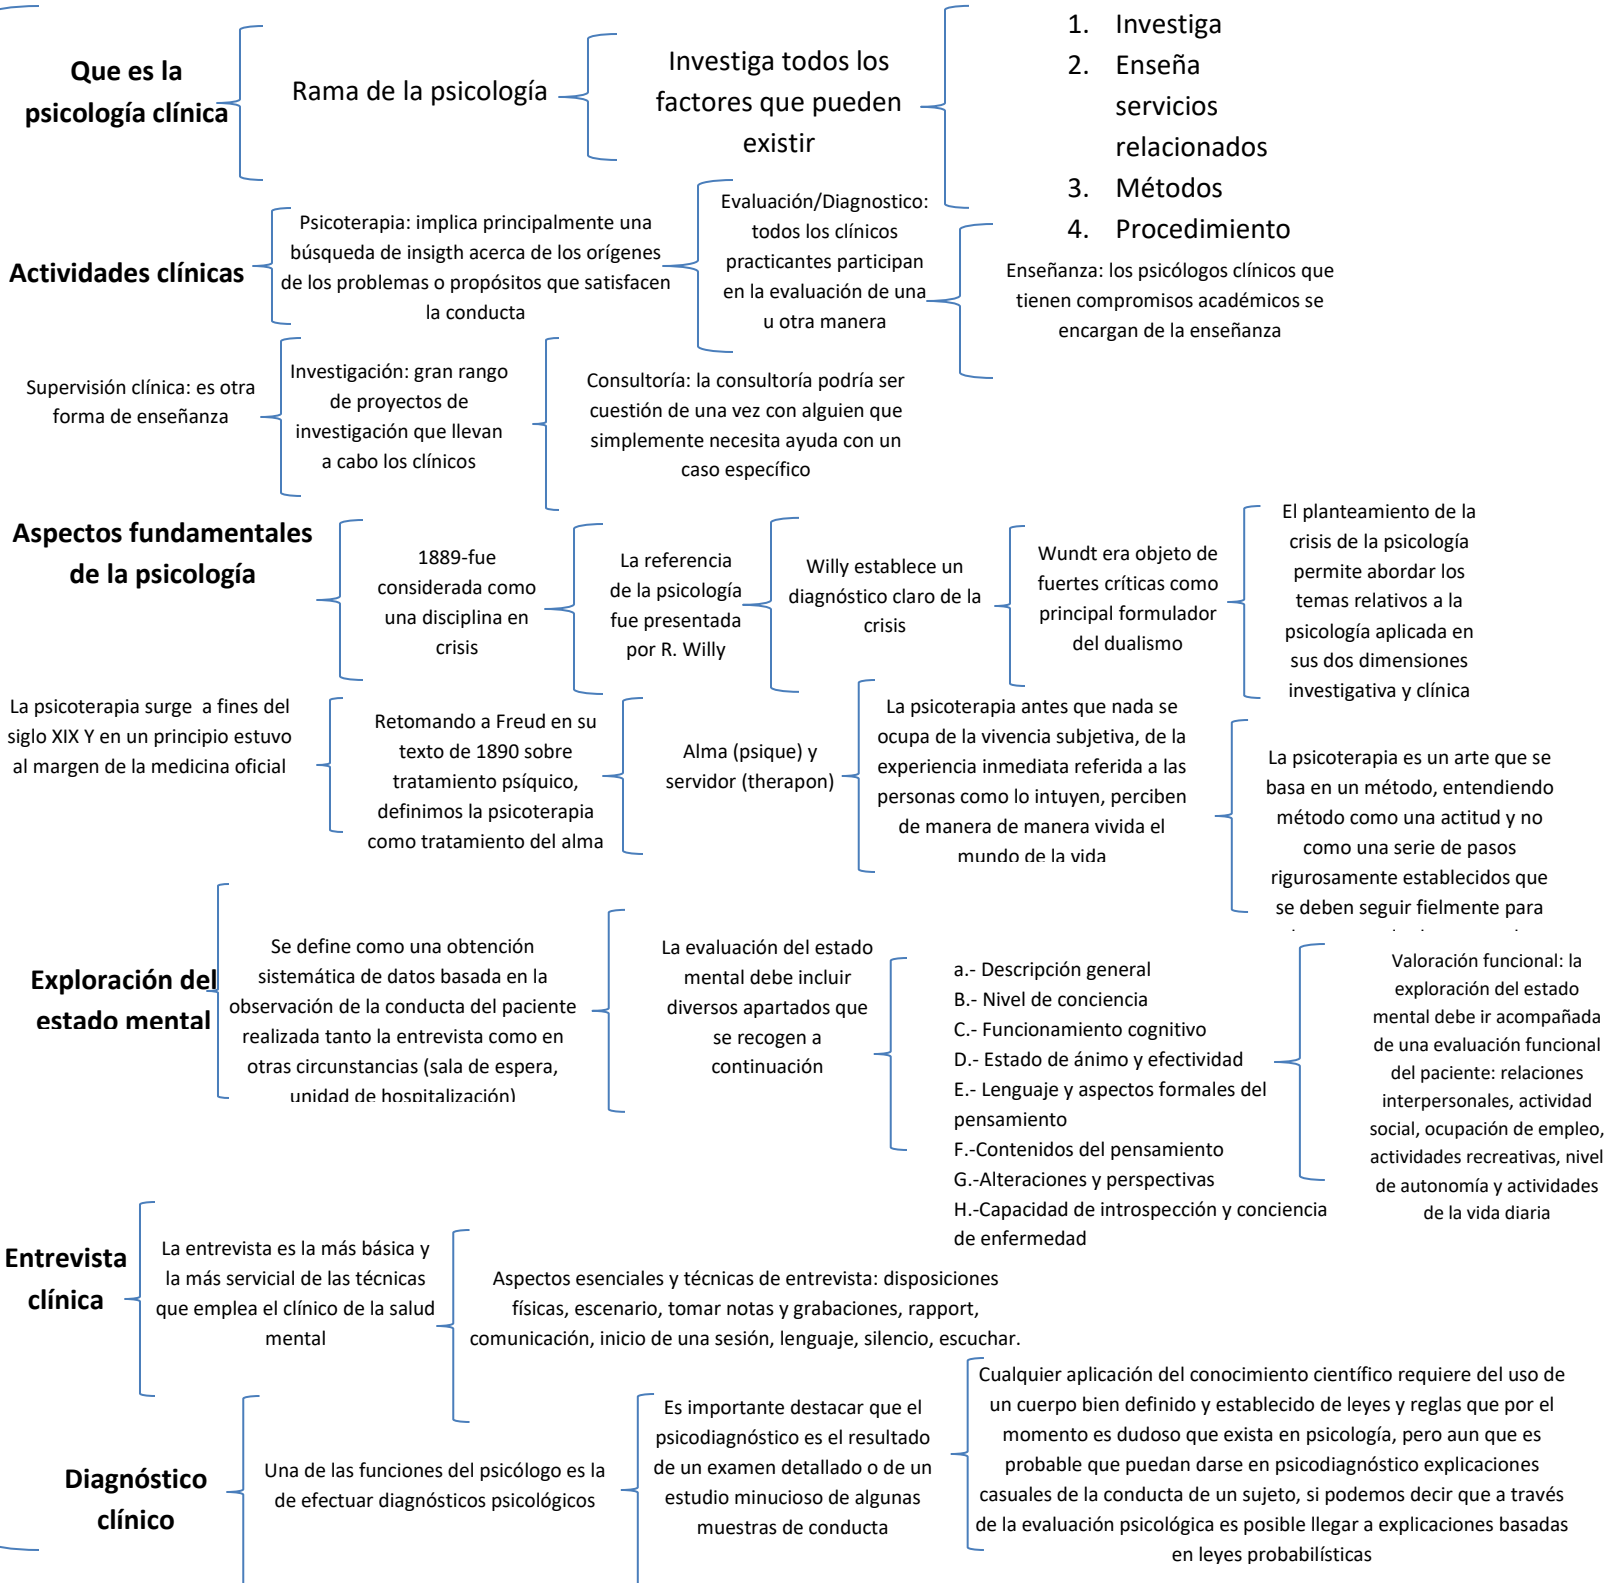 Que es la
psicología clínica
Rama de la psicología
Investiga todos los
factores que pueden
existir
1. Investiga
2. Enseña
servicios
relacionados
3. Métodos
4. Procedimiento
Actividades clínicas
Psicoterapia: implica principalmente una
búsqueda de insigth acerca de los orígenes
de los problemas o propósitos que satisfacen
la conducta
Evaluación/Diagnostico:
todos los clínicos
practicantes participan
en la evaluación de una
u otra manera
Enseñanza: los psicólogos clínicos que
tienen compromisos académicos se
encargan de la enseñanza
Supervisión clínica: es otra
forma de enseñanza
Investigación: gran rango
de proyectos de
investigación que llevan
a cabo los clínicos
Consultoría: la consultoría podría ser
cuestión de una vez con alguien que
simplemente necesita ayuda con un
caso específico
Aspectos fundamentales
de la psicología
1889-fue
considerada como
una disciplina en
crisis
La referencia
de la psicología
fue presentada
por R. Willy
Willy establece un
diagnóstico claro de la
crisis
Wundt era objeto de
fuertes críticas como
principal formulador
del dualismo
El planteamiento de la
crisis de la psicología
permite abordar los
temas relativos a la
psicología aplicada en
sus dos dimensiones
investigativa y clínica
La psicoterapia surge a fines del
siglo XIX Y en un principio estuvo
al margen de la medicina oficial
Retomando a Freud en su
texto de 1890 sobre
tratamiento psíquico,
definimos la psicoterapia
como tratamiento del alma
Alma (psique) y
servidor (therapon)
La psicoterapia antes que nada se
ocupa de la vivencia subjetiva, de la
experiencia inmediata referida a las
personas como lo intuyen, perciben
de manera de manera vivida el
mundo de la vida
La psicoterapia es un arte que se
basa en un método, entendiendo
método como una actitud y no
como una serie de pasos
rigurosamente establecidos que
se deben seguir fielmente para
Exploración del
estado mental
Se define como una obtención
sistemática de datos basada en la
observación de la conducta del paciente
realizada tanto la entrevista como en
otras circunstancias (sala de espera,
unidad de hospitalización)
La evaluación del estado
mental debe incluir
diversos apartados que
se recogen a
continuación
a.- Descripción general
B.- Nivel de conciencia
C.- Funcionamiento cognitivo
D.- Estado de ánimo y efectividad
E.- Lenguaje y aspectos formales del
pensamiento
F.-Contenidos del pensamiento
G.-Alteraciones y perspectivas
H.-Capacidad de introspección y conciencia
de enfermedad
Valoración funcional: la
exploración del estado
mental debe ir acompañada
de una evaluación funcional
del paciente: relaciones
interpersonales, actividad
social, ocupación de empleo,
actividades recreativas, nivel
de autonomía y actividades
de la vida diaria
Entrevista
clínica
La entrevista es la más básica y
la más servicial de las técnicas
que emplea el clínico de la salud
mental
Aspectos esenciales y técnicas de entrevista: disposiciones
físicas, escenario, tomar notas y grabaciones, rapport,
comunicación, inicio de una sesión, lenguaje, silencio, escuchar.
Diagnóstico
clínico
Una de las funciones del psicólogo es la
de efectuar diagnósticos psicológicos
Es importante destacar que el
psicodiagnóstico es el resultado
de un examen detallado o de un
estudio minucioso de algunas
muestras de conducta
Cualquier aplicación del conocimiento científico requiere del uso de
un cuerpo bien definido y establecido de leyes y reglas que por el
momento es dudoso que exista en psicología, pero aun que es
probable que puedan darse en psicodiagnóstico explicaciones
casuales de la conducta de un sujeto, si podemos decir que a través
de la evaluación psicológica es posible llegar a explicaciones basadas
en leyes probabilísticas